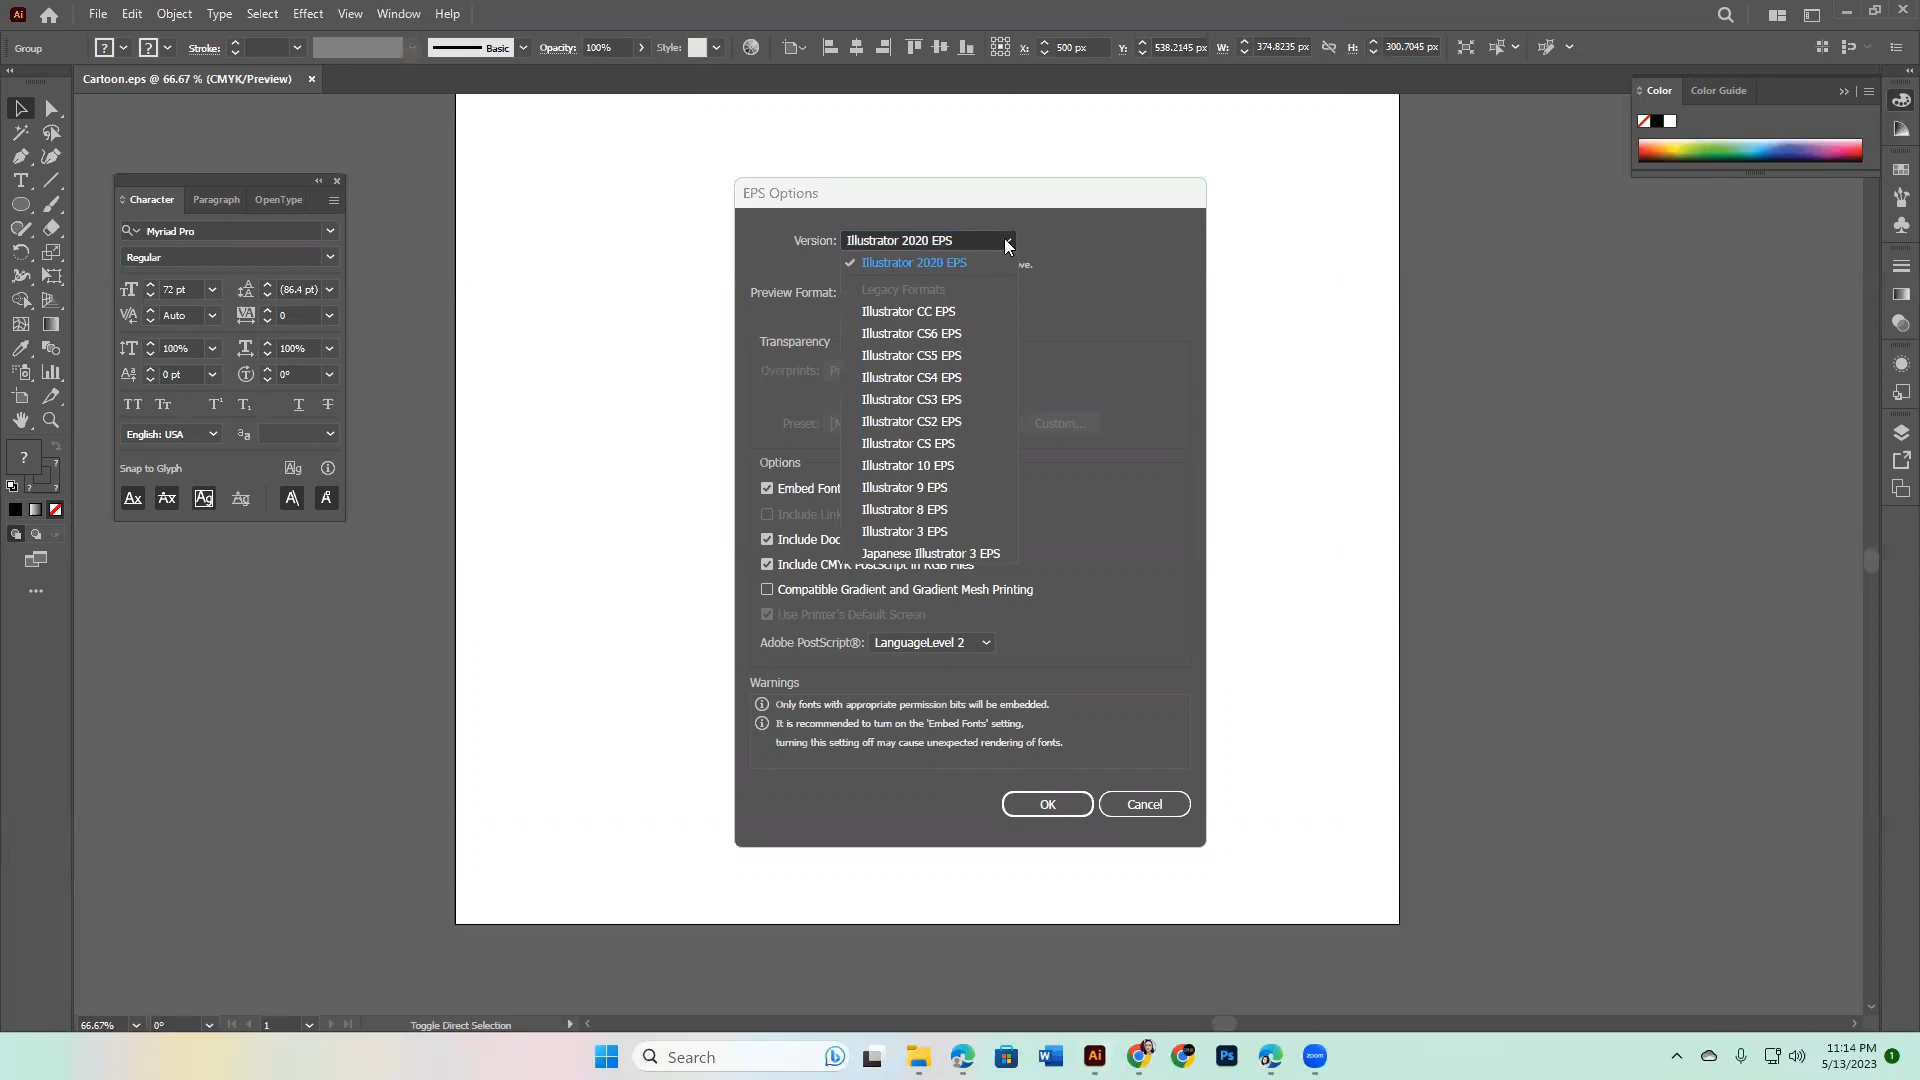 Ai File Edit Object Type Select Effect View Window Help
Group ? ? Stroke: Basic Opacity: 100% Style: X: 500 px Y: 538.2145 px W: 374.8235 px H: 300.7045 px
Cartoon.eps @ 66.67 % (CMYK/Preview) ×
Color Color Guide
EPS Options
Character Paragraph OpenType
Myriad Pro
Regular
72 pt (86.4 pt)
Auto 0
100% 100%
0 pt 0°
English: USA
Snap to Glyph
Version: Illustrator 2020 EPS
Illustrator 2020 EPS
we.
Preview Format:
Legacy Formats
Illustrator CC EPS
Illustrator CS6 EPS
Transparency
Illustrator CS5 EPS
Overprints: Pr
Illustrator CS4 EPS
Illustrator CS3 EPS
Preset: Custom...
Illustrator CS2 EPS
Illustrator CS EPS
Options
Illustrator 10 EPS
Embed Font
Illustrator 9 EPS
Include Link
Illustrator 8 EPS
Include Doc
Illustrator 3 EPS
Japanese Illustrator 3 EPS
Include CMYK PostScript in RGB Files
Compatible Gradient and Gradient Mesh Printing
Use Printer's Default Screen
Adobe PostScript®: LanguageLevel 2
Warnings
Only fonts with appropriate permission bits will be embedded.
It is recommended to turn on the 'Embed Fonts' setting,
turning this setting off may cause unexpected rendering of fonts.
OK Cancel
66.67% 0° 1 Toggle Direct Selection
Search
zoom
11:14 PM
5/13/2023
1